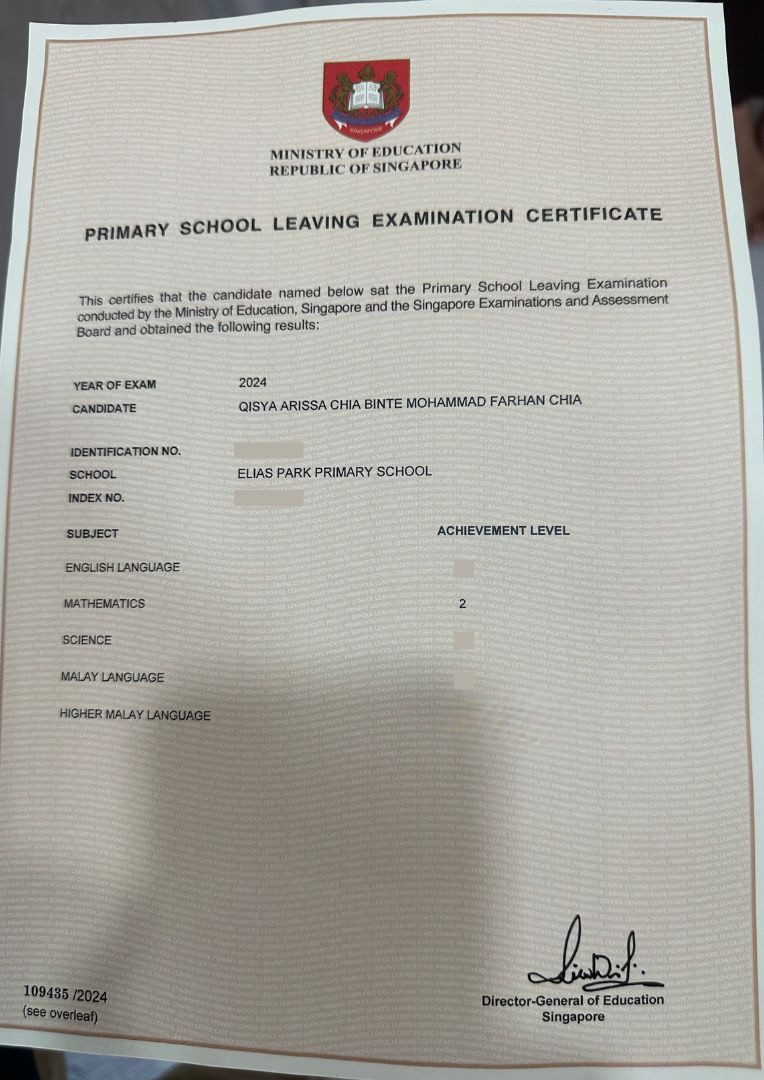 SINGAPORE
MINISTRY OF EDUCATION
REPUBLIC OF SINGAPORE
PRIMARY SCHOOL LEAVING EXAMINATION CERTIFICATE
This certifies that the candidate named below sat the Primary School Leaving Examination
conducted by the Ministry of Education, Singapore and the Singapore Examinations and Assessment
Board and obtained the following results:
YEAR OF EXAM 2024
CANDIDATE QISYA ARISSA CHIA BINTE MOHAMMAD FARHAN CHIA
IDENTIFICATION NO.
SCHOOL ELIAS PARK PRIMARY SCHOOL
INDEX NO.
SUBJECT ACHIEVEMENT LEVEL
ENGLISH LANGUAGE
MATHEMATICS 2
SCIENCE
MALAY LANGUAGE
HIGHER MALAY LANGUAGE
109435 /2024
(see overleaf)
Director-General of Education
Singapore